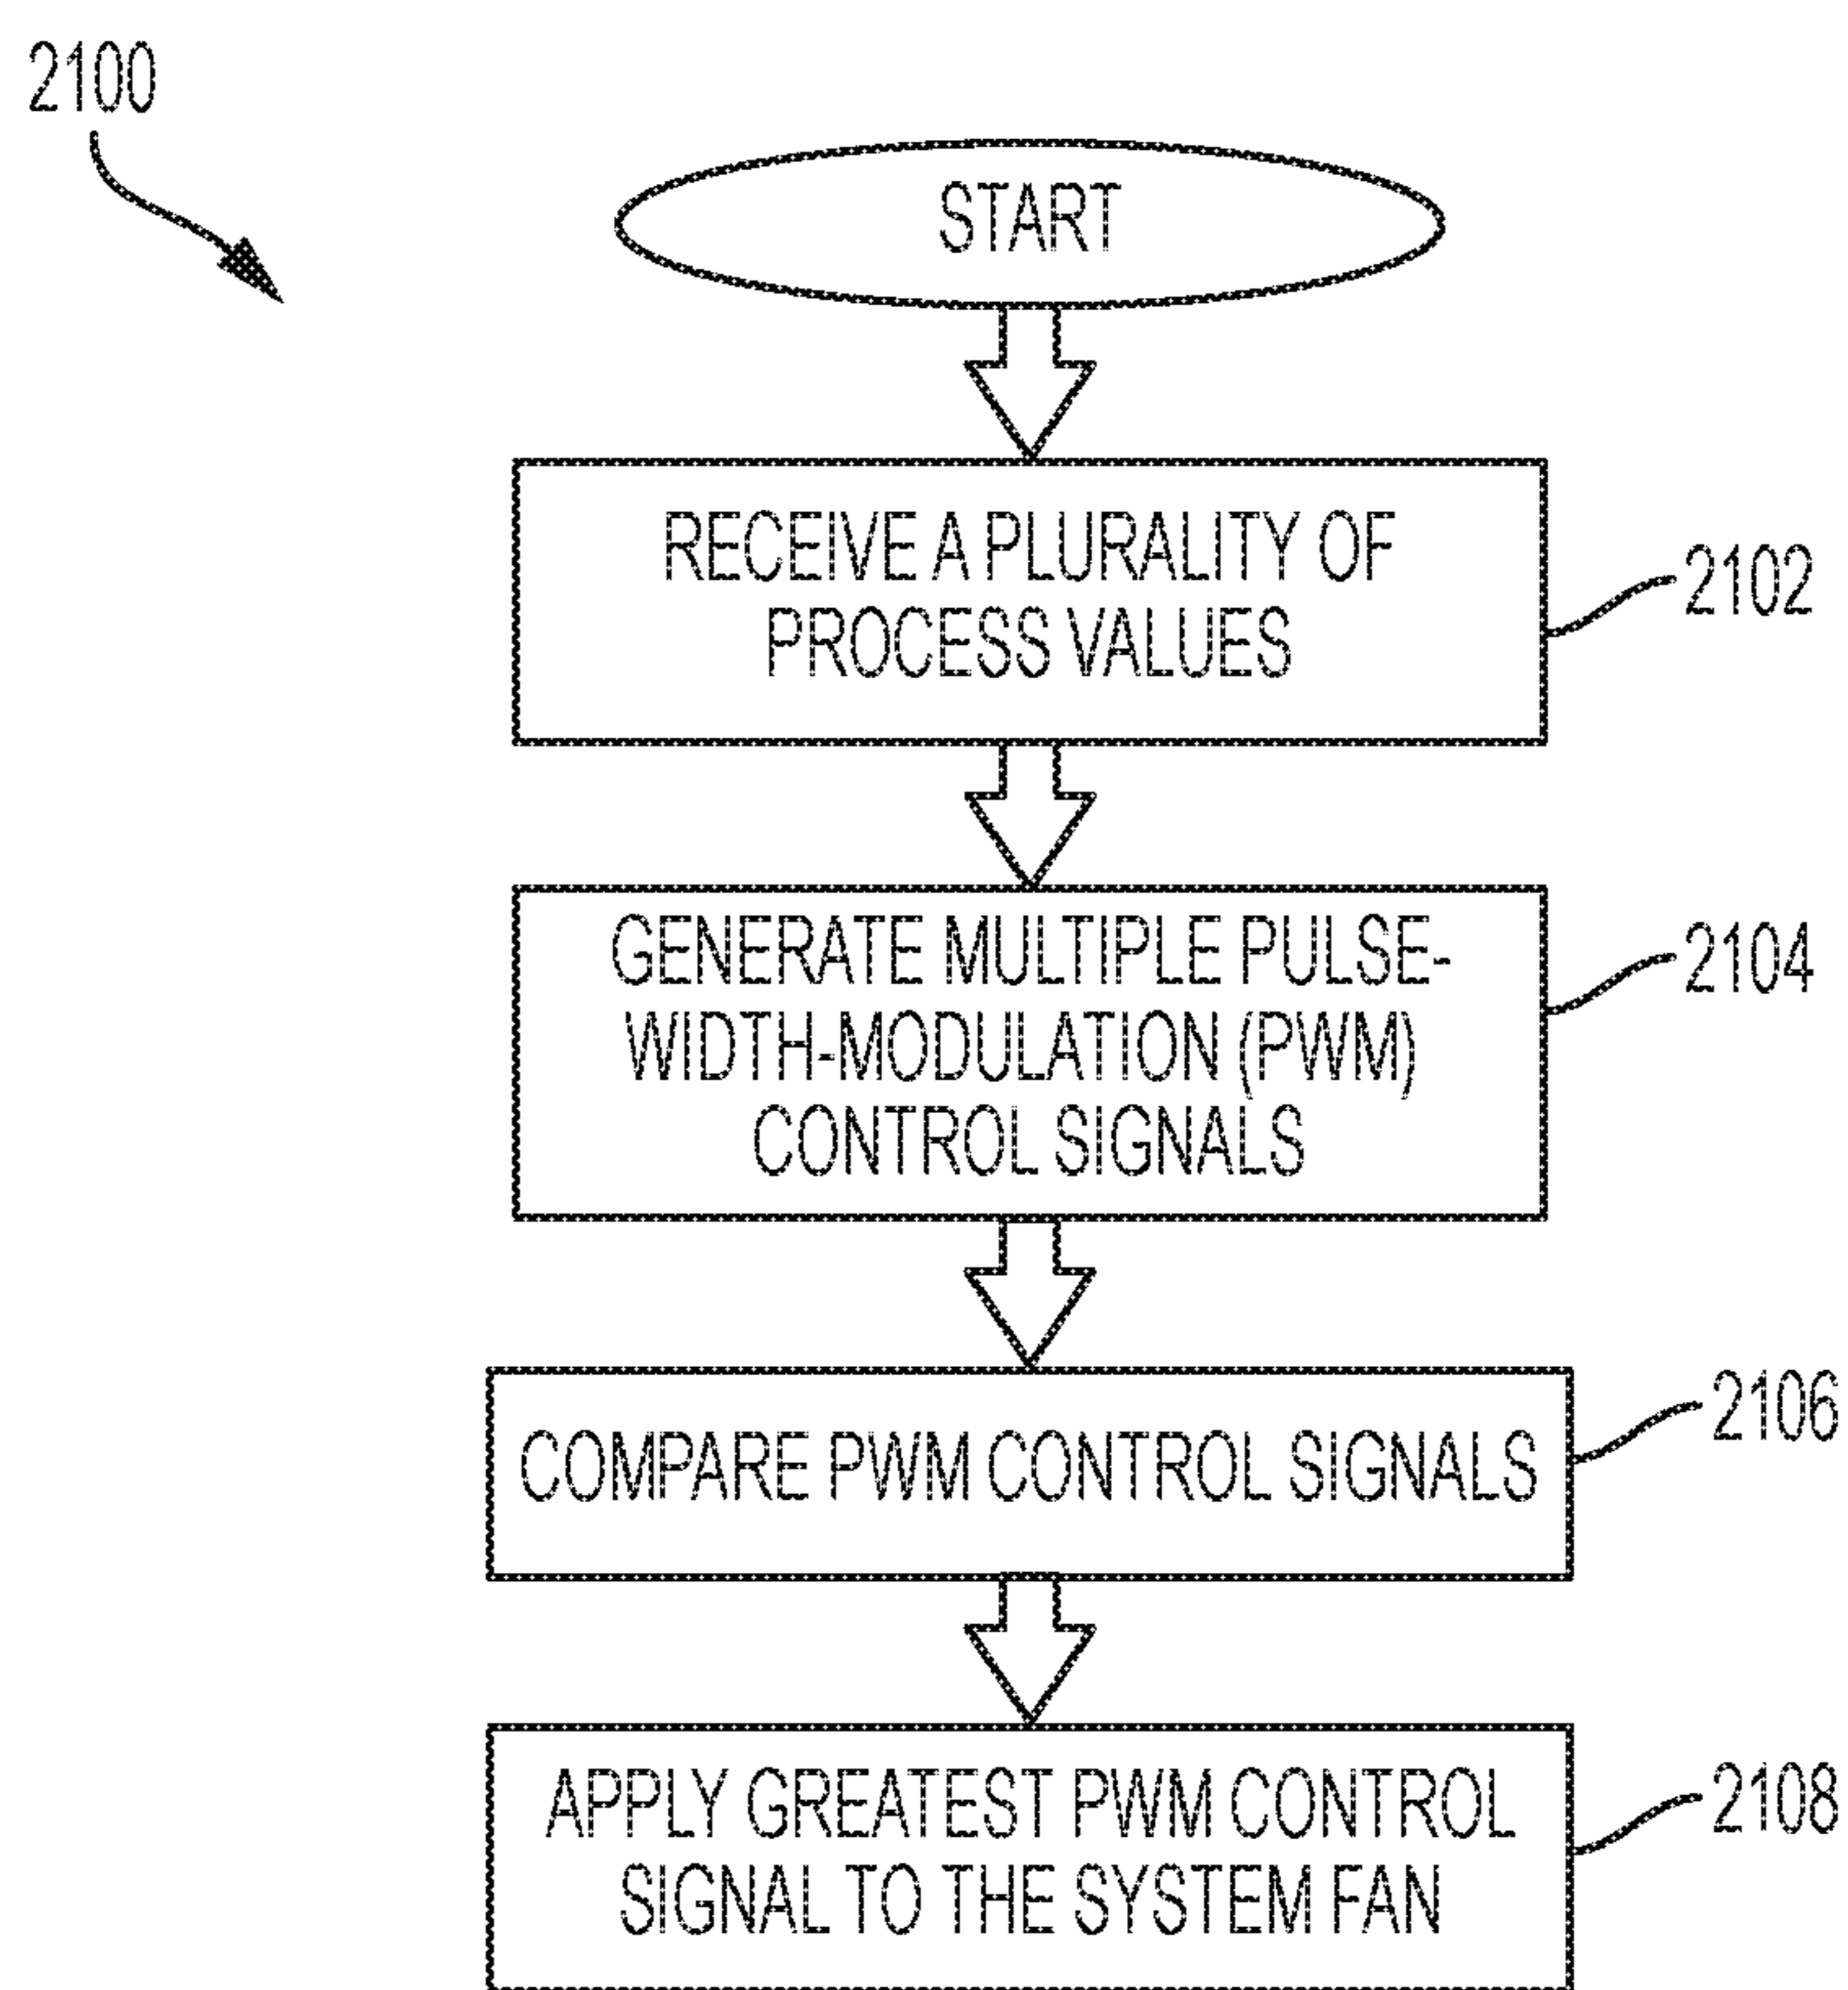 2100
START
RECEIVE A PLURALITY OF
PROCESS VALUES
2102
GENERATE MULTIPLE PULSE-
WIDTH-MODULATION (PWM)
CONTROL SIGNALS
2104
COMPARE PWM CONTROL SIGNALS
2106
APPLY GREATEST PWM CONTROL
SIGNAL TO THE SYSTEM FAN
2108